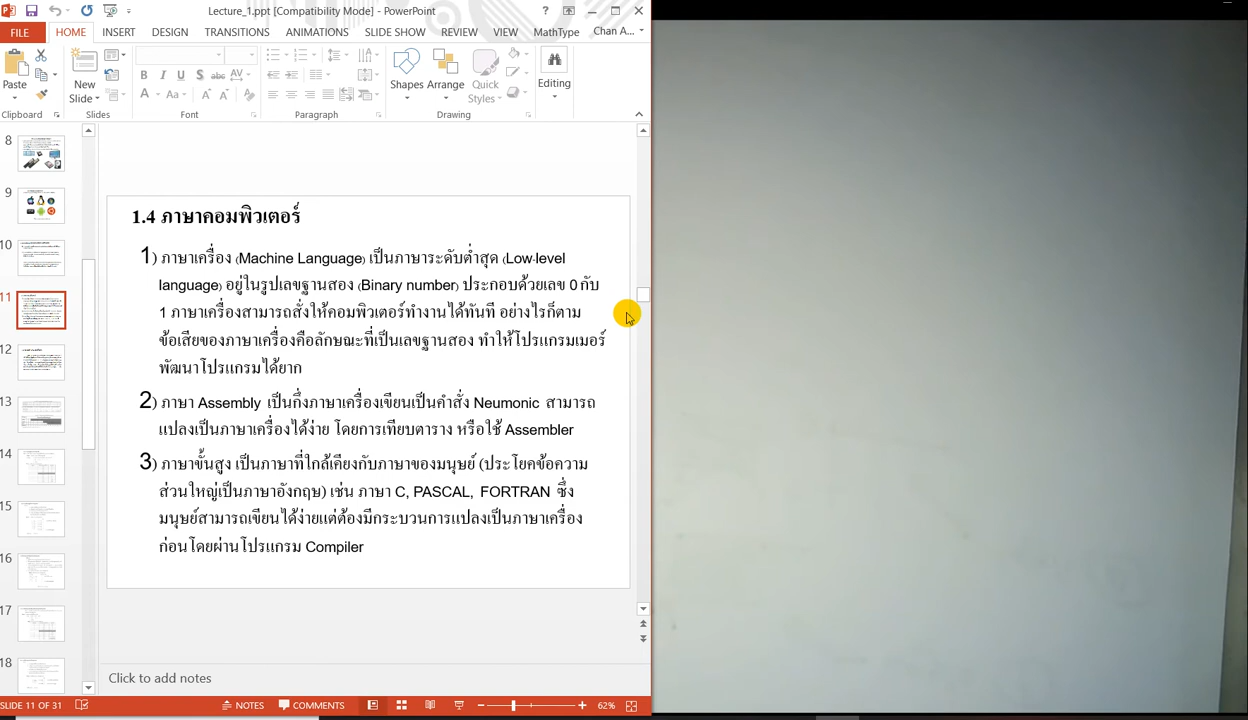 Lecture_1.ppt [Compatibility Mode] - PowerPoint
FILE HOME INSERT DESIGN TRANSITIONS ANIMATIONS SLIDE SHOW REVIEW VIEW MathType Chan A...
Paste
New Slide
Shapes Arrange Quick Styles
Editing
Clipboard Slides Font Paragraph Drawing
8
9
10
11
12
13
14
15
16
17
18
1.4 ภาษาคอมพิวเตอร์
1) ภาษาเครื่อง (Machine Language) เป็นภาษาระดับต่ำสุด (Low-level
language) อยู่ในรูปเลขฐานสอง (Binary number) ประกอบด้วยเลข 0 กับ
1 ภาษาเครื่องสามารถสั่งให้คอมพิวเตอร์ทำงานได้ทันที อย่างไรก็ตาม
ข้อเสียของภาษาเครื่องคือลักษณะที่เป็นเลขฐานสอง ทำให้โปรแกรมเมอร์
พัฒนาโปรแกรมได้ยาก
2) ภาษา Assembly เป็นกึ่งภาษาเครื่องเขียนเป็นคำสั่ง Neumonic สามารถ
แปลงเป็นภาษาเครื่องได้ง่าย โดยการเทียบตาราง หรือใช้ Assembler
3) ภาษาขั้นสูง เป็นภาษาที่ใกล้เคียงกับภาษาของมนุษย์ (ประโยคข้อความ
ส่วนใหญ่เป็นภาษาอังกฤษ) เช่น ภาษา C, PASCAL, FORTRAN ซึ่ง
มนุษย์สามารถเขียนได้ง่ายแต่ต้องมีกระบวนการแปลงเป็นภาษาเครื่อง
ก่อนโดยผ่านโปรแกรม Compiler
Click to add notes
SLIDE 11 OF 31 NOTES COMMENTS 62%